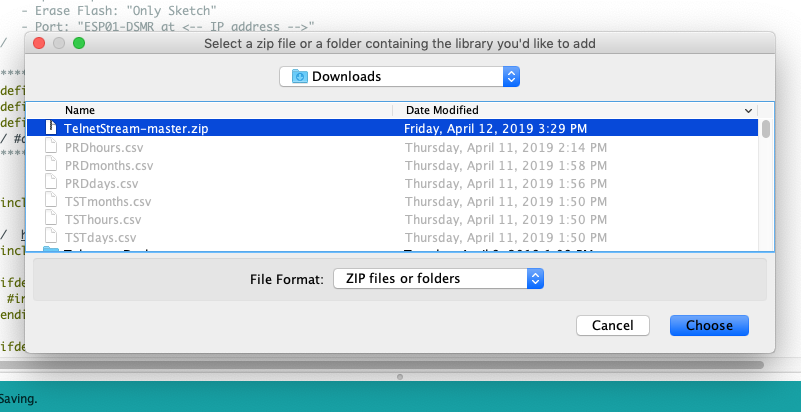 - Erase Flash: "Only Sketch"
- Port: "ESP01-DSMR at <-- IP address -->"
/
Select a zip file or a folder containing the library you'd like to add
Downloads
Name Date Modified
TelnetStream-master.zip Friday, April 12, 2019 3:29 PM
PRDhours.csv Thursday, April 11, 2019 2:14 PM
PRDmonths.csv Thursday, April 11, 2019 1:58 PM
PRDdays.csv Thursday, April 11, 2019 1:56 PM
TSTmonths.csv Thursday, April 11, 2019 1:50 PM
TSThours.csv Thursday, April 11, 2019 1:50 PM
TSTdays.csv Thursday, April 11, 2019 1:50 PM
File Format: ZIP files or folders
Cancel Choose
****
defi
defi
defi
/ #d
****
incl
/ h
incl
ifde
#in
endi
ifde
Saving.